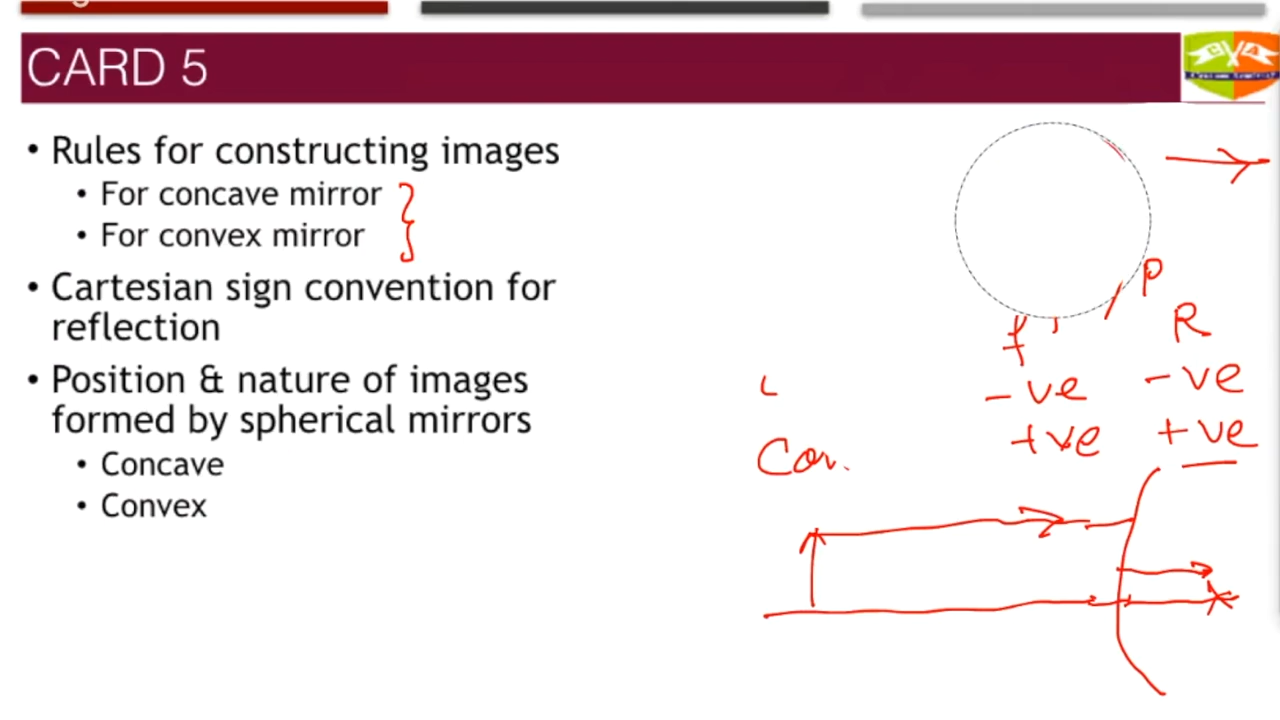 CARD 5
• Rules for constructing images
• For concave mirror
• For convex mirror
• Cartesian sign convention for
reflection
• Position & nature of images
formed by spherical mirrors
• Concave
• Convex
P
f R
-ve -ve
+ve +ve
Con.